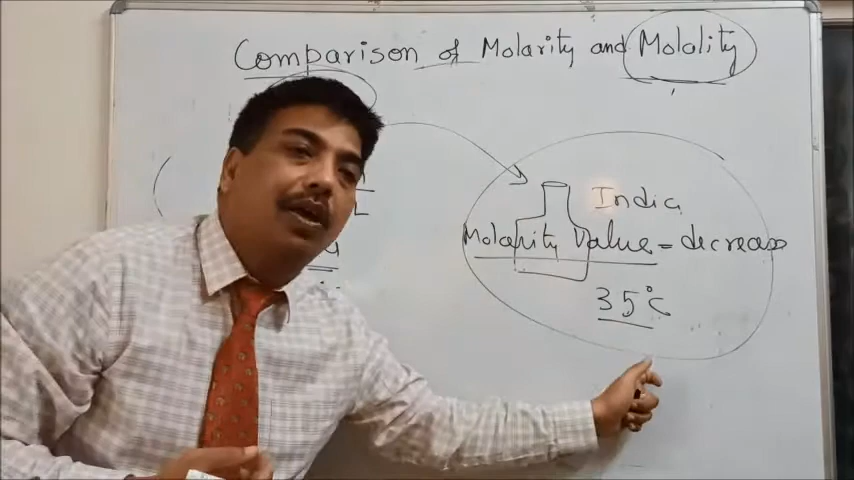 Comparison of Molarity and Molality
India
Molarity Value = decrease
35°C